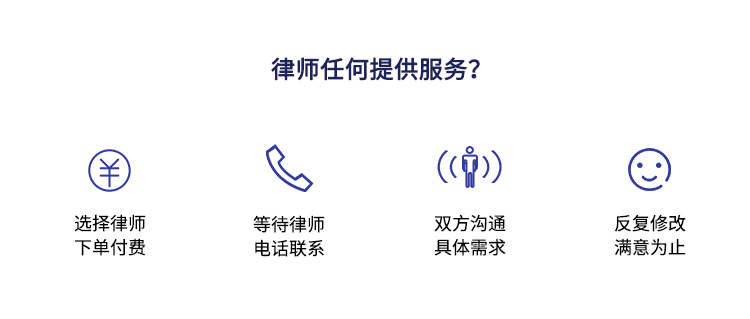 律师任何提供服务？
选择律师
下单付费
等待律师
电话联系
双方沟通
具体需求
反复修改
满意为止